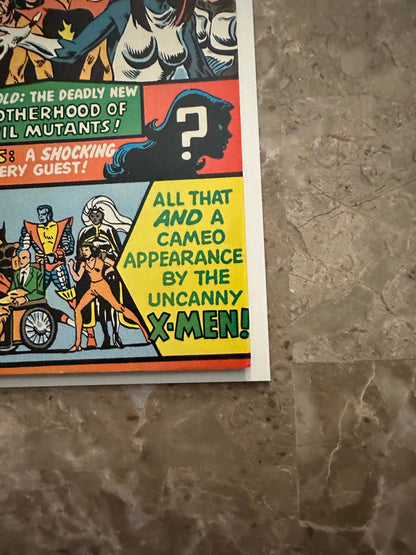 OLD: THE DEADLY NEW
OTHERHOOD OF
IL MUTANTS!
S: A SHOCKING
ERY GUEST!
?
ALL THAT
AND A
CAMEO
APPEARANCE
BY THE
UNCANNY
X-MEN!